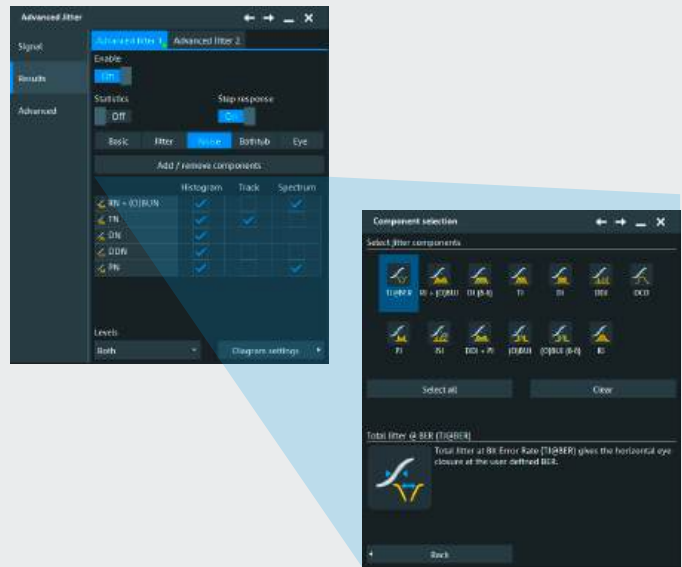 Advanced Jitter
Signal
Results
Advanced
Advanced Jitter 1
Advanced Jitter 2
Enable
On
Statistics
Step response
Off
On
Basic
Jitter
Noise
Bathtub
Eye
Add / remove components
Histogram
Track
Spectrum
RN + (O)BUN
TN
DN
DDN
PN
Levels
Both
Diagram settings
Component selection
Select jitter components
TJ@BER
RJ + (O)BUJ
DJ (δ-δ)
TJ
DJ
DDJ
DCD
PJ
ISI
DDJ + PJ
(O)BUJ
(O)BUJ (δ-δ)
RJ
Select all
Clear
Total Jitter @ BER (TJ@BER)
Total Jitter at Bit Error Rate (TJ@BER) gives the horizontal eye
closure at the user defined BER.
Back